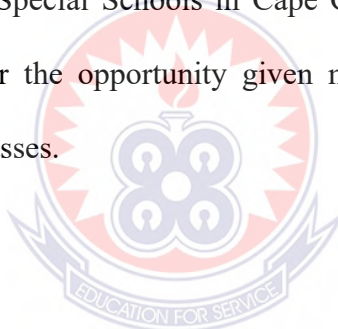 Special Schools in Cape C
r the opportunity given m
sses.
EDUCATION FOR SERVICE